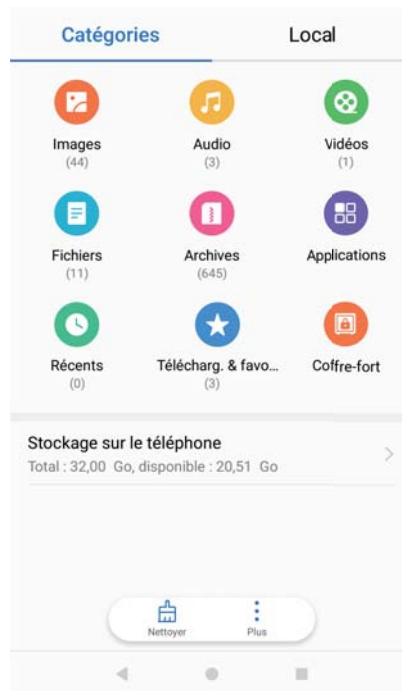 Catégories Local
Images Audio Vidéos
(44) (3) (1)
Fichiers Archives Applications
(11) (645)
Récents Télécharg. & favo... Coffre-fort
(0) (3)
Stockage sur le téléphone
Total : 32,00 Go, disponible : 20,51 Go
Nettoyer Plus